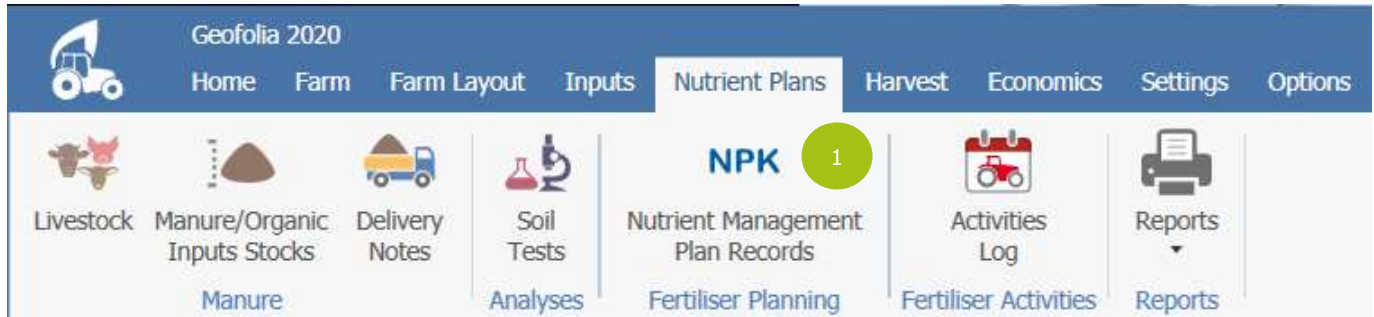 Geofolia 2020
Home Farm Farm Layout Inputs Nutrient Plans Harvest Economics Settings Options
NPK 1
Livestock Manure/Organic Delivery Soil Nutrient Management Activities Reports
Inputs Stocks Notes Tests Plan Records Log
Manure Analyses Fertiliser Planning Fertiliser Activities Reports